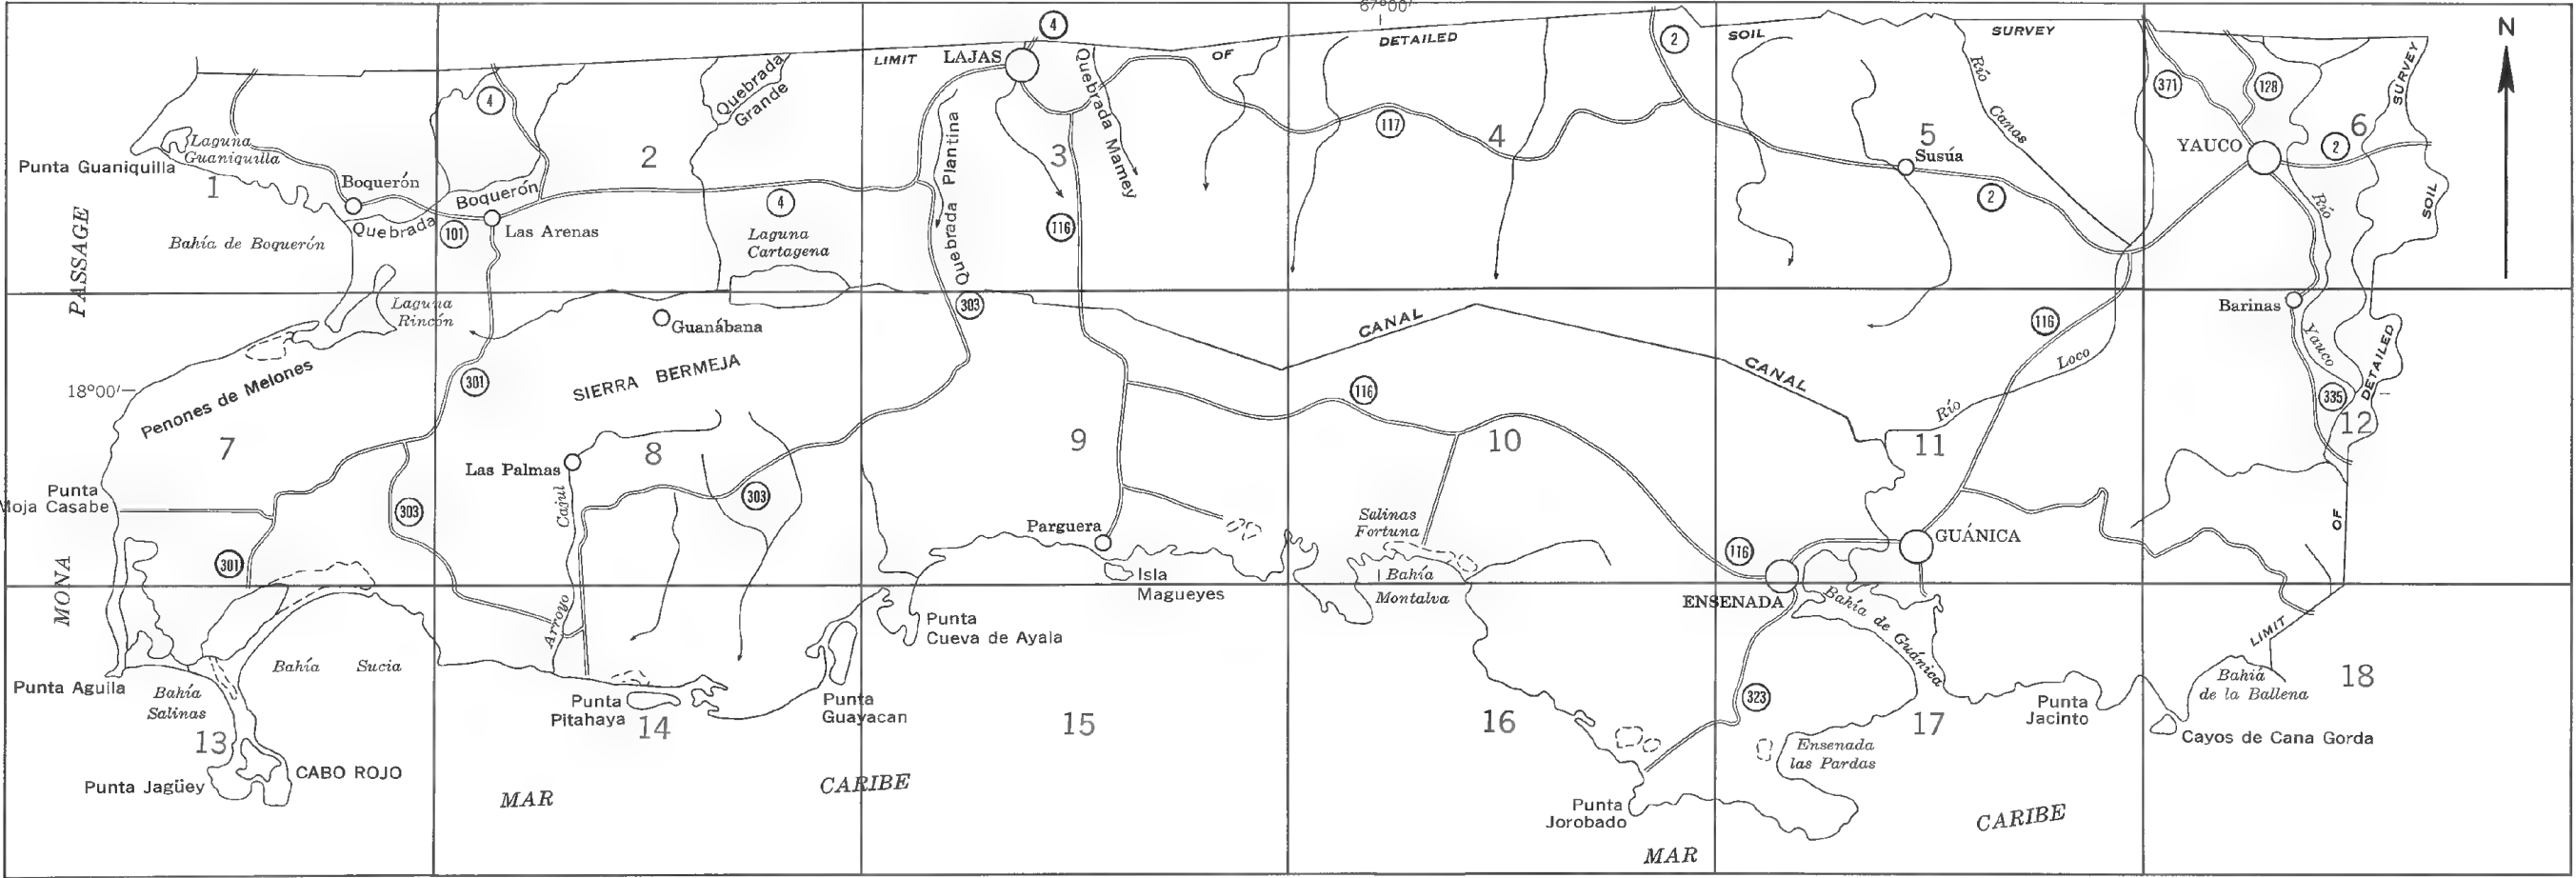 67°00'
N
4
LIMIT
OF
DETAILED
SOIL
SURVEY
LAJAS
2
Quebrada
Grande
Quebrada Mamey
Río
Canas
371
128
SURVEY
4
117
4
5
6
Laguna
Guaniquilla
Punta Guaniquilla
1
2
3
Quebrada Plantina
Susúa
YAUCO
2
Boquerón
Boquerón
Quebrada
101
Las Arenas
4
116
2
Río
SOIL
PASSAGE
Bahía de Boquerón
Laguna
Cartagena
303
Laguna
Rincón
Guanábana
CANAL
116
Barinas
Yauco
DETAILED
18°00'
Penones de Melones
301
SIERRA BERMEJA
116
CANAL
Río
Loco
335
7
8
9
10
11
12
Las Palmas
Punta
Moja Casabe
303
Cajul
303
Parguera
Salinas
Fortuna
116
GUÁNICA
OF
301
Isla
Magueyes
Bahía
Montalva
ENSENADA
MONA
Arroyo
Punta
Cueva de Ayala
Bahía de Guánica
LIMIT
Bahía Sucia
Punta Aguila
Bahía
Salinas
Punta
Pitahaya
Punta
Guayacan
323
Punta
Jacinto
Bahiá
de la Ballena
18
13
14
15
16
17
Cayos de Cana Gorda
Punta Jagüey
CABO ROJO
Ensenada
las Pardas
MAR
CARIBE
Punta
Jorobado
CARIBE
MAR